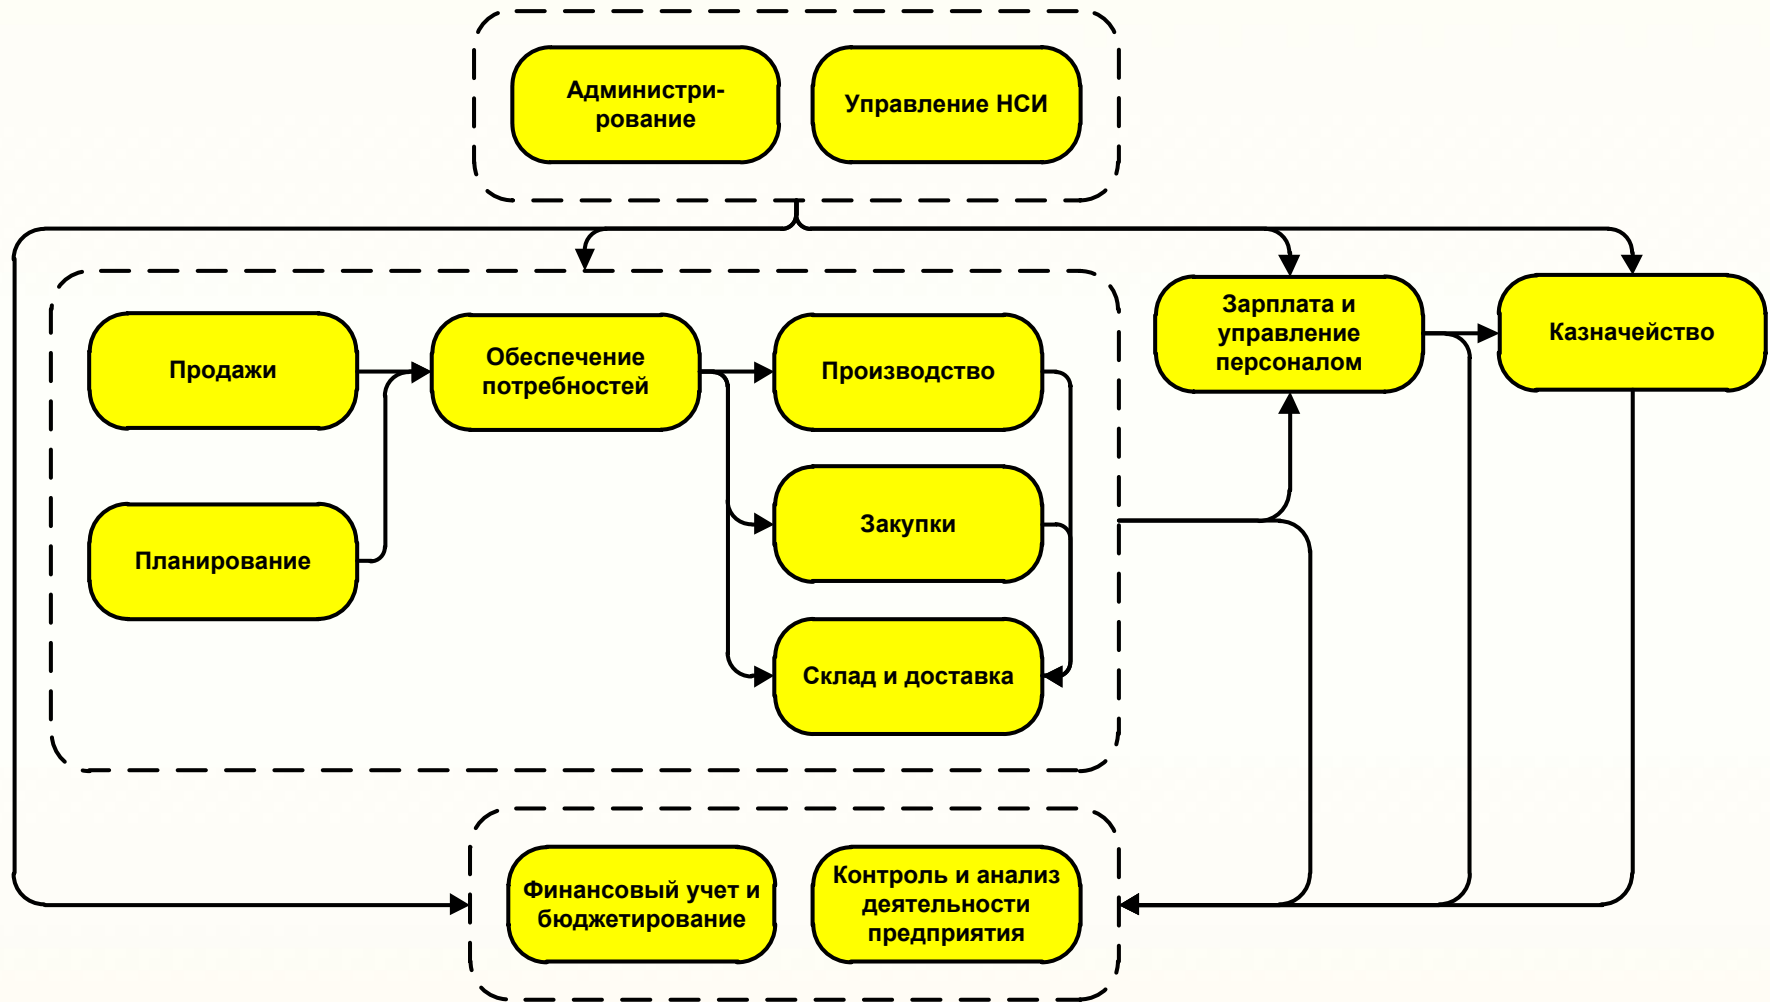 Администри-
рование
Управление НСИ
Продажи
Обеспечение
потребностей
Производство
Зарплата и
управление
персоналом
Казначейство
Планирование
Закупки
Склад и доставка
Финансовый учет и
бюджетирование
Контроль и анализ
деятельности
предприятия